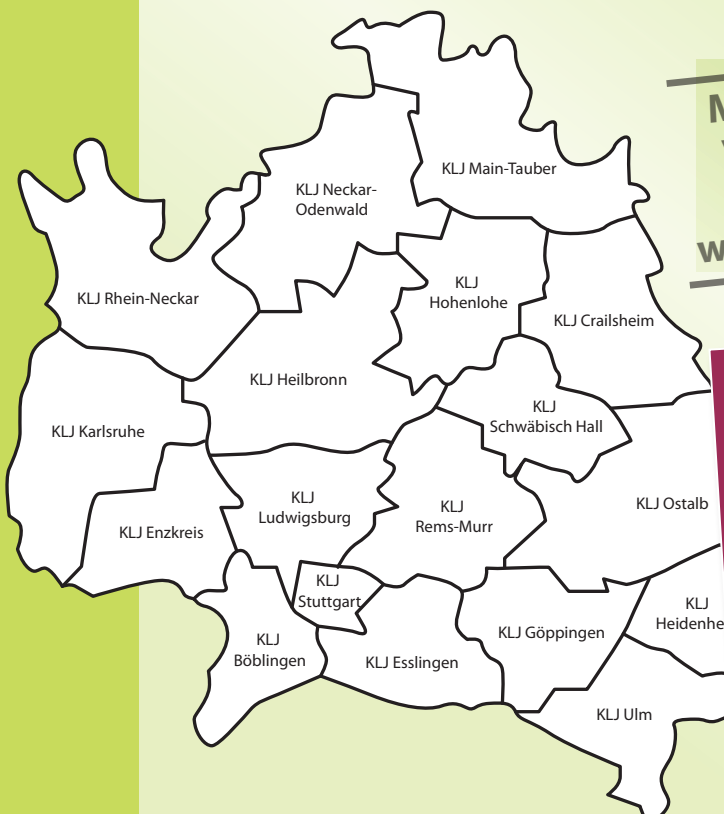 KLJ Main-Tauber
KLJ Neckar-
Odenwald
KLJ Rhein-Neckar
KLJ
Hohenlohe
KLJ Crailsheim
KLJ Heilbronn
KLJ
Schwäbisch Hall
KLJ Karlsruhe
KLJ
Ludwigsburg
KLJ
Rems-Murr
KLJ Ostalb
KLJ Enzkreis
KLJ
Stuttgart
KLJ
Heidenhe
KLJ
Böblingen
KLJ Esslingen
KLJ Göppingen
KLJ Ulm